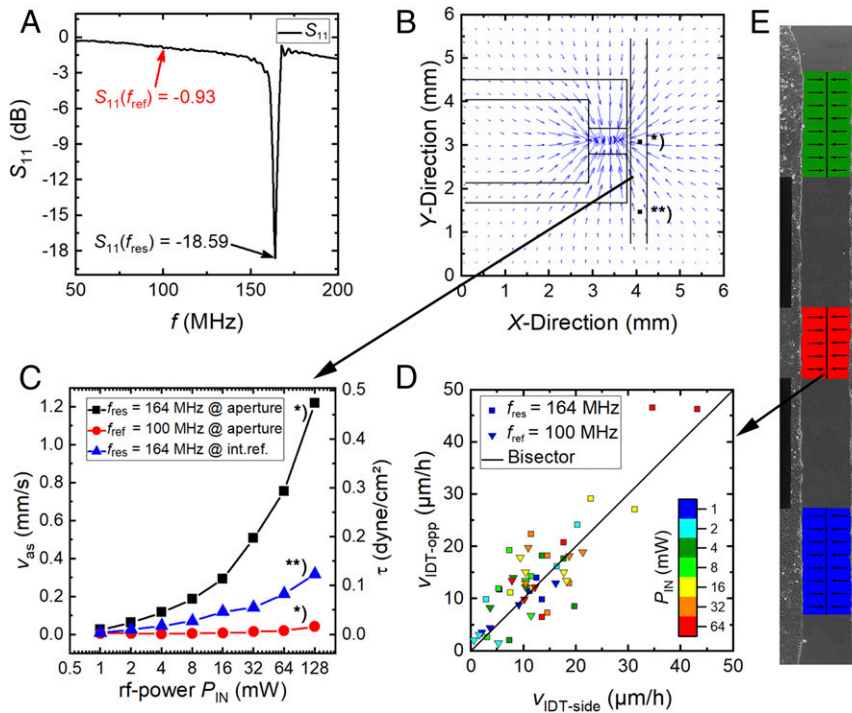 A
B
E
S11
0
-3
-6
-9
-12
-15
-18
S11 (dB)
S11(fref) = -0.93
S11(fres) = -18.59
50
100
150
200
f (MHz)
6
5
4
3
2
1
0
Y-Direction (mm)
*)
**)
0
1
2
3
4
5
6
X-Direction (mm)
C
D
fres = 164 MHz @ aperture
fref = 100 MHz @ aperture
fres = 164 MHz @ int.ref.
1.2
1.0
0.8
0.6
0.4
0.2
0.0
vas (mm/s)
0.5
0.4
0.3
0.2
0.1
0.0
τ (dyne/cm²)
*)
**)
*)
0.5
1
2
4
8
16
32
64
128
rf-power PIN (mW)
fres = 164 MHz
fref = 100 MHz
Bisector
50
40
30
20
10
0
vIDT-opp (µm/h)
PIN (mW)
1
2
4
8
16
32
64
0
10
20
30
40
50
vIDT-side (µm/h)